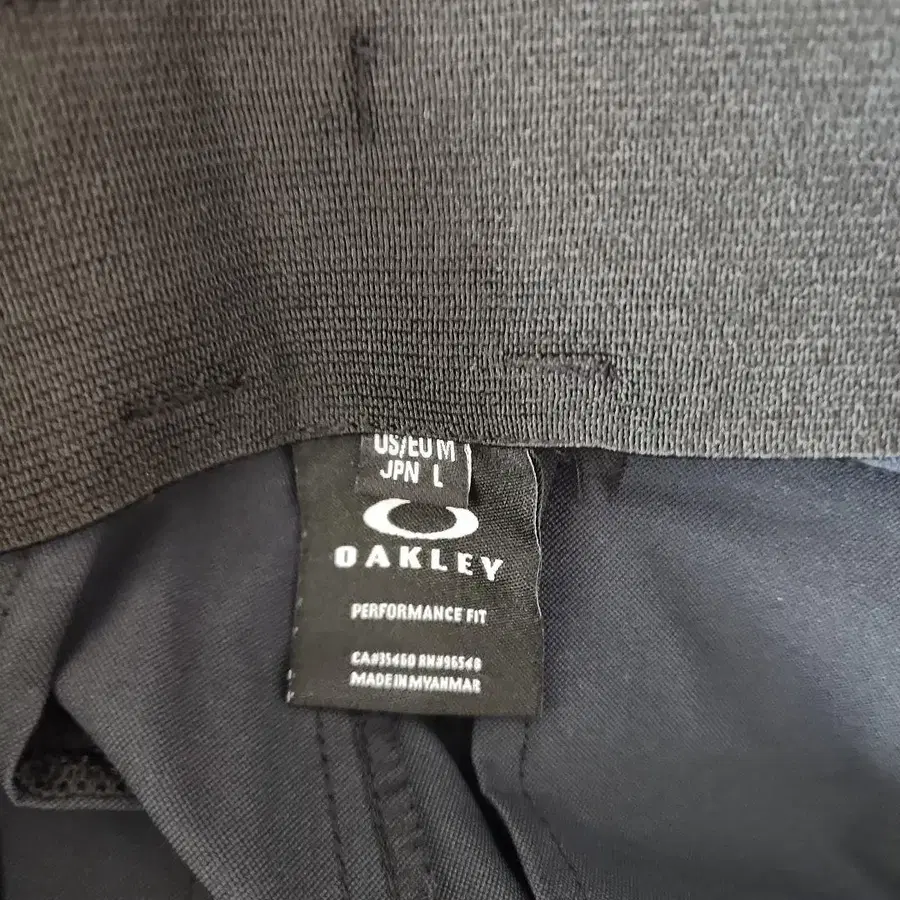 US/EU M
JPN L
OAKLEY
PERFORMANCE FIT
CA#35460 RN#96548
MADE IN MYANMAR